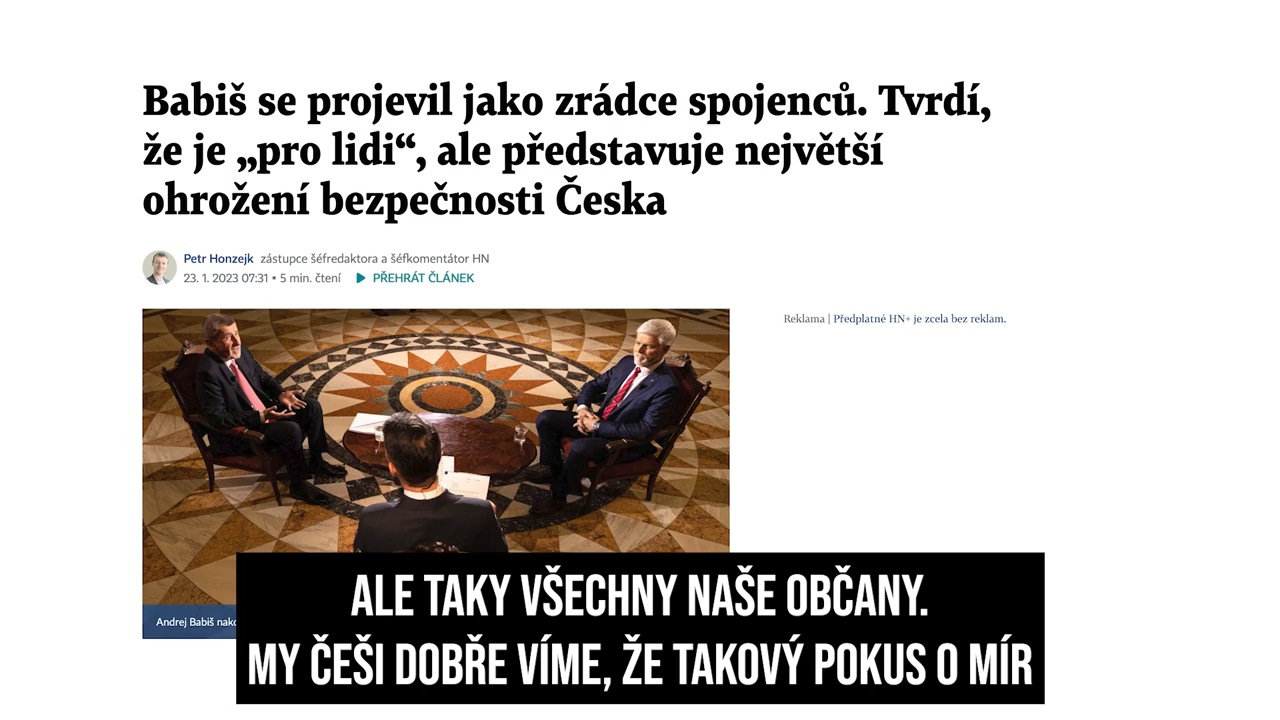 Babiš se projevil jako zrádce spojenců. Tvrdí,
že je „pro lidi“, ale představuje největší
ohrožení bezpečnosti Česka
Petr Honzejk zástupce šéfredaktora a šéfkomentátor HN
23. 1. 2023 07:31 • 5 min. čtení PŘEHRÁT ČLÁNEK
Reklama | Předplatné HN+ je zcela bez reklam.
Andrej Babiš
ALE TAKY VŠECHNY NAŠE OBČANY.
MY ČEŠI DOBŘE VÍME, ŽE TAKOVÝ POKUS O MÍR